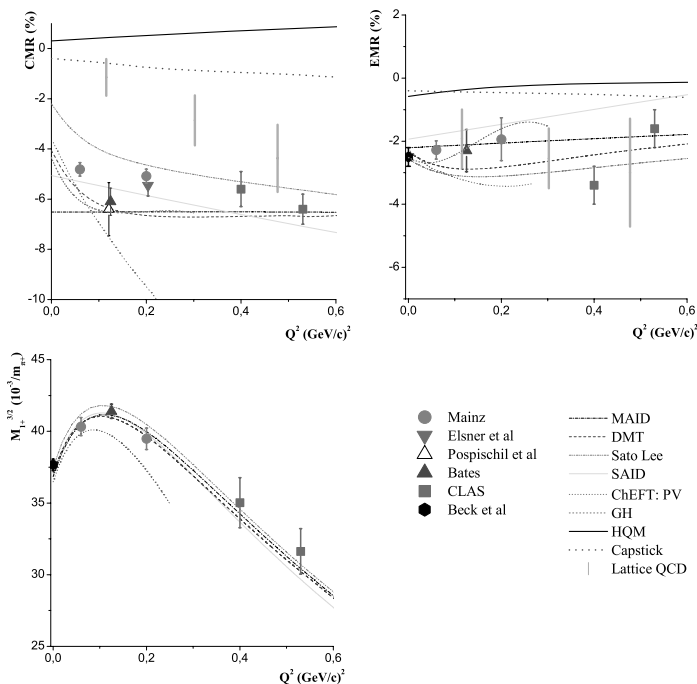 CMR (%)
0
-2
-4
-6
-8
-10
0,0
0,2
0,4
0,6
Q² (GeV/c)²
EMR (%)
2
0
-2
-4
-6
0,0
0,2
0,4
0,6
Q² (GeV/c)²
M₁₊³ᐟ² (10⁻³/mπ+)
45
40
35
30
25
0,0
0,2
0,4
0,6
Q² (GeV/c)²
Mainz
Elsner et al
Pospischil et al
Bates
CLAS
Beck et al
MAID
DMT
Sato Lee
SAID
ChEFT: PV
GH
HQM
Capstick
Lattice QCD